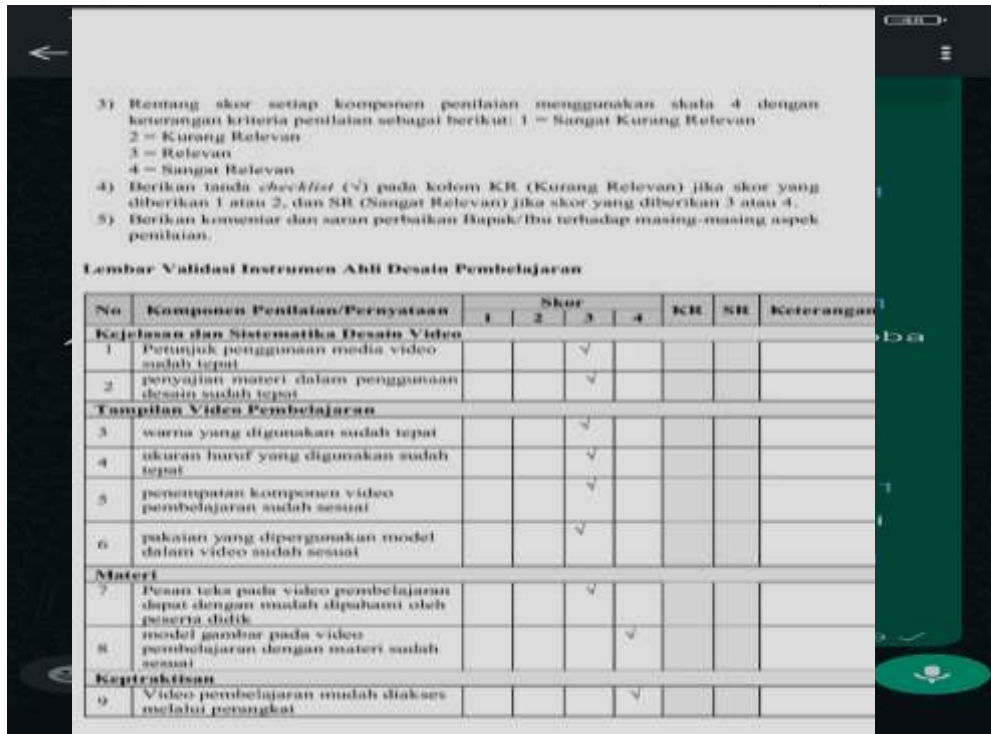 3) Rentang skor setiap komponen penilaian menggunakan skala 4 dengan
keterangan kriteria penilaian sebagai berikut: 1 = Sangat Kurang Relevan
2 = Kurang Relevan
3 = Relevan
4 = Sangat Relevan
4) Berikan tanda checklist (√) pada kolom KR (Kurang Relevan) jika skor yang
diberikan 1 atau 2, dan SR (Sangat Relevan) jika skor yang diberikan 3 atau 4.
5) Berikan komentar dan saran perbaikan Bapak/Ibu terhadap masing-masing aspek
penilaian.
Lembar Validasi Instrumen Ahli Desain Pembelajaran
No Komponen Penilaian/Pernyataan Skor KR SR Keterangan
1 2 3 4
Kejelasan dan Sistematika Desain Video
1 Petunjuk penggunaan media video √
sudah tepat
2 penyajian materi dalam penggunaan √
desain sudah tepat
Tampilan Video Pembelajaran
3 warna yang digunakan sudah tepat √
4 ukuran huruf yang digunakan sudah √
tepat
5 penempatan komponen video √
pembelajaran sudah sesuai
6 pakaian yang dipergunakan model √
dalam video sudah sesuai
Materi
7 Pesan teks pada video pembelajaran √
dapat dengan mudah dipahami oleh
peserta didik
8 model gambar pada video √
pembelajaran dengan materi sudah
sesuai
Keptraktisan
9 Video pembelajaran mudah diakses √
melalui perangkat
oba